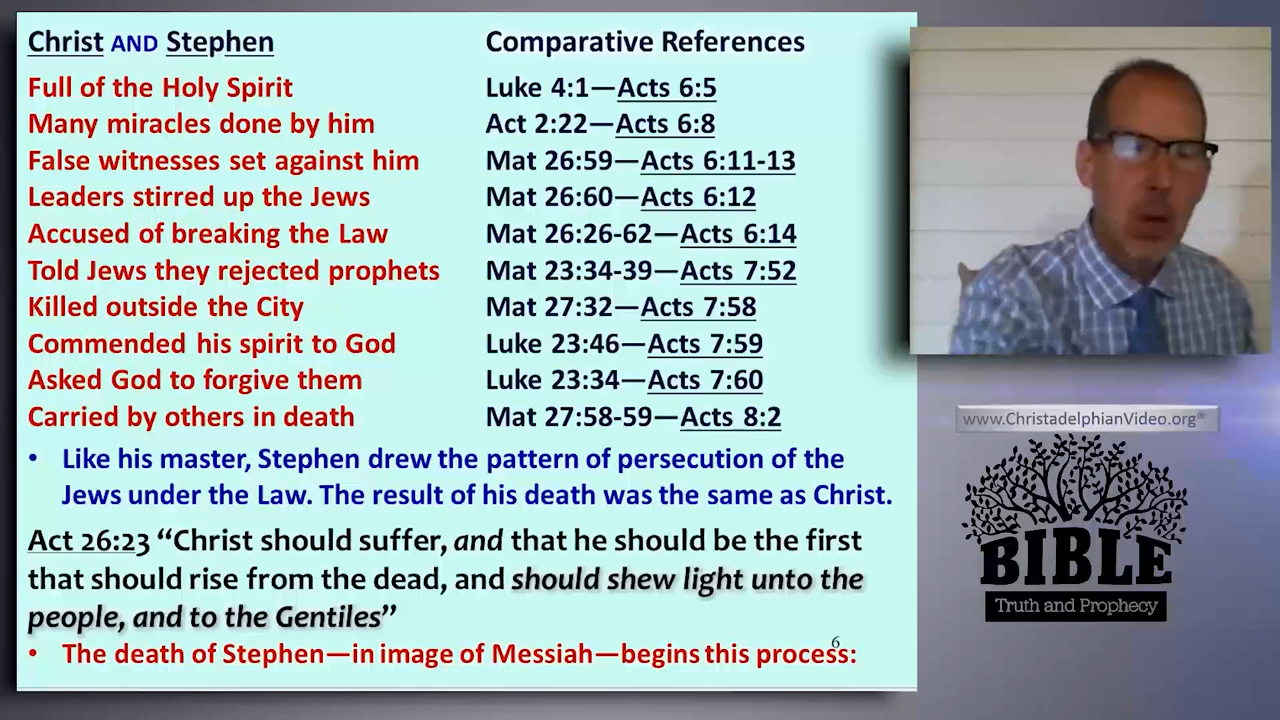 Christ AND Stephen Comparative References
Full of the Holy Spirit Luke 4:1—Acts 6:5
Many miracles done by him Act 2:22—Acts 6:8
False witnesses set against him Mat 26:59—Acts 6:11-13
Leaders stirred up the Jews Mat 26:60—Acts 6:12
Accused of breaking the Law Mat 26:26-62—Acts 6:14
Told Jews they rejected prophets Mat 23:34-39—Acts 7:52
Killed outside the City Mat 27:32—Acts 7:58
Commended his spirit to God Luke 23:46—Acts 7:59
Asked God to forgive them Luke 23:34—Acts 7:60
Carried by others in death Mat 27:58-59—Acts 8:2
• Like his master, Stephen drew the pattern of persecution of the
Jews under the Law. The result of his death was the same as Christ.
Act 26:23 “Christ should suffer, and that he should be the first
that should rise from the dead, and should shew light unto the
people, and to the Gentiles”
• The death of Stephen—in image of Messiah—begins this process:
6
www.ChristadelphianVideo.org®
BIBLE
Truth and Prophecy